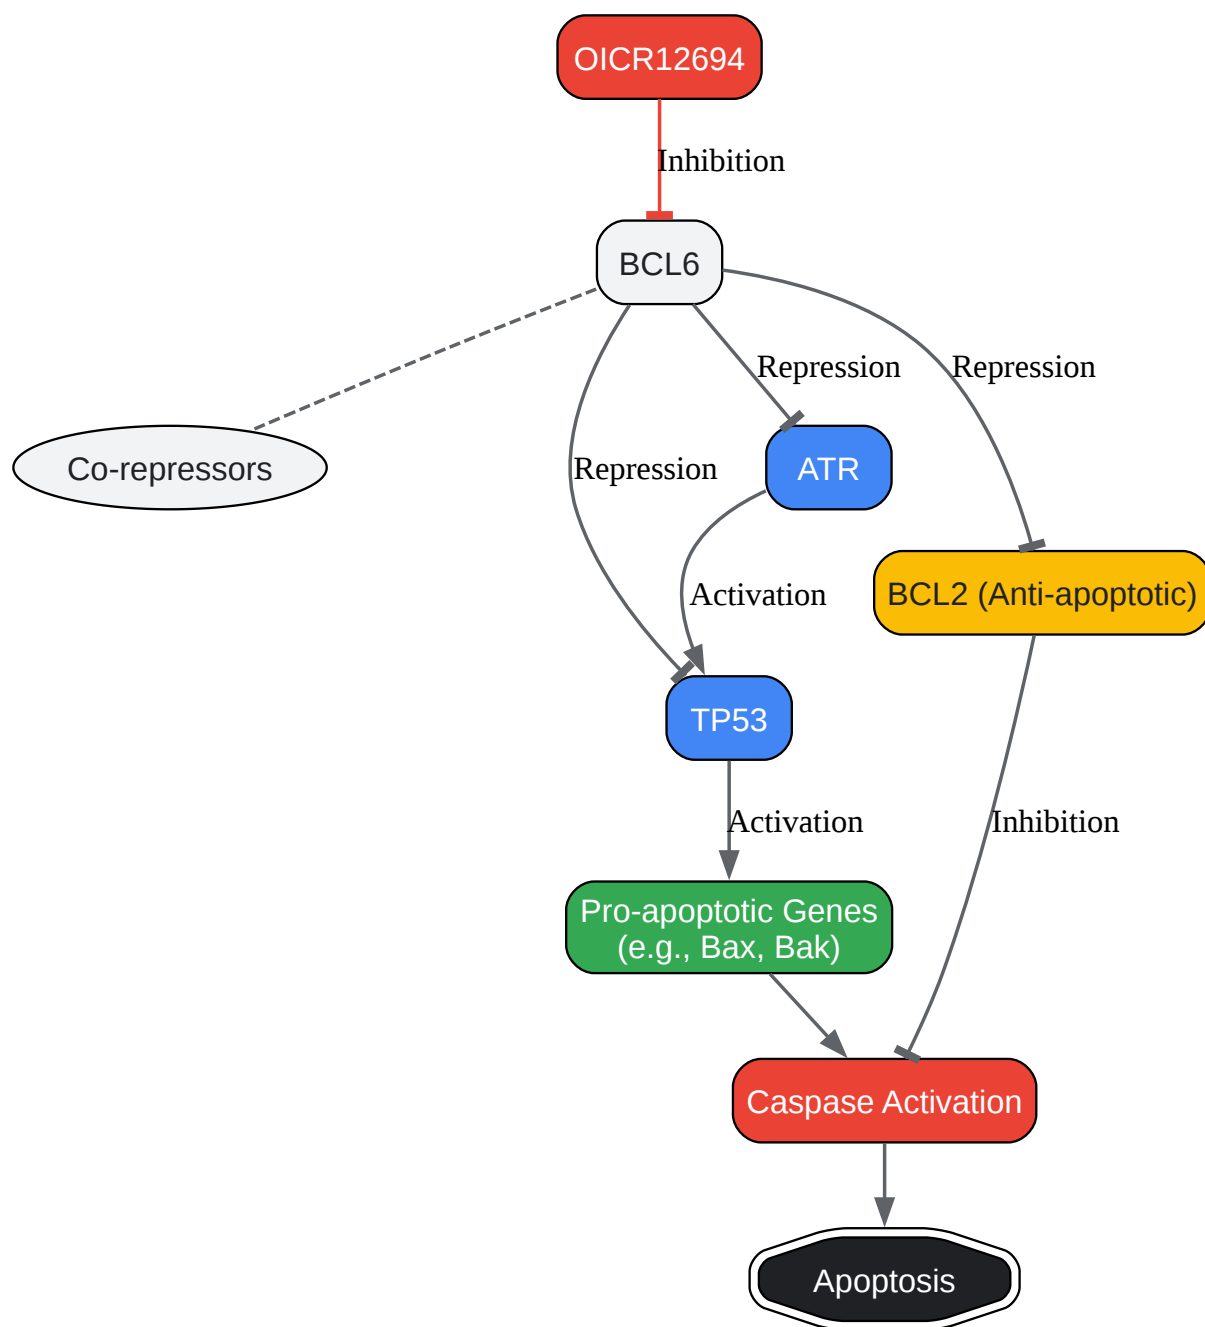 OICR12694
Inhibition
BCL6
Repression
Repression
Co-repressors
Repression
ATR
Activation
BCL2 (Anti-apoptotic)
TP53
Activation
Inhibition
Pro-apoptotic Genes
(e.g., Bax, Bak)
Caspase Activation
Apoptosis